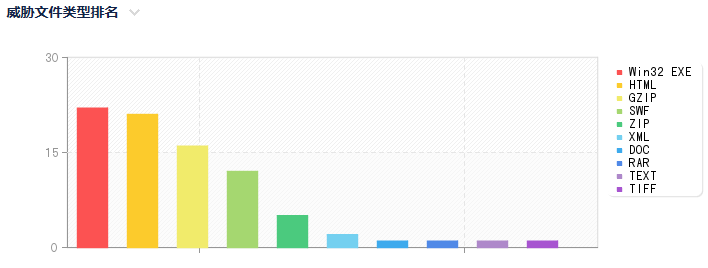 威胁文件类型排名
30
15
0
Win32 EXE
HTML
GZIP
SWF
ZIP
XML
DOC
RAR
TEXT
TIFF